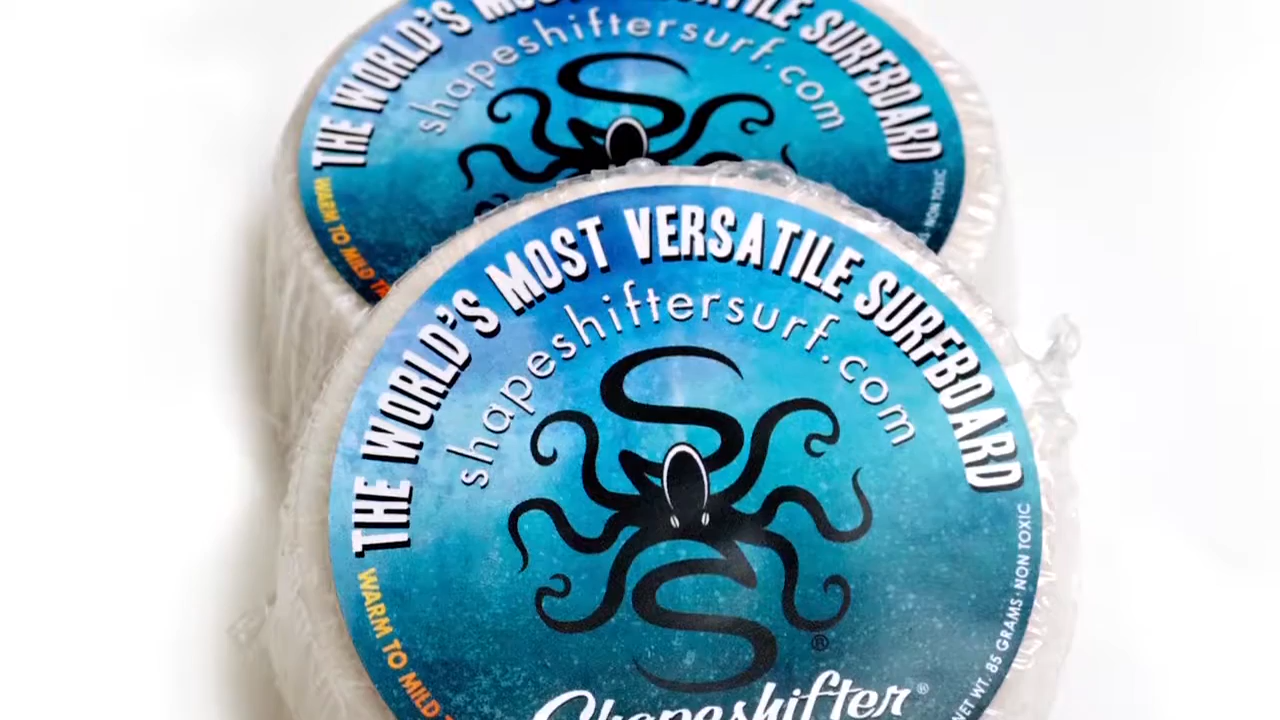 THE WORLD'S MOST VERSATILE SURFBOARD
shapeshiftersurf.com
WARM TO MILD
NON TOXIC
THE WORLD'S MOST VERSATILE SURFBOARD
shapeshiftersurf.com
WARM TO MILD
Shapeshifter®
NET WT. 85 GRAMS · NON TOXIC